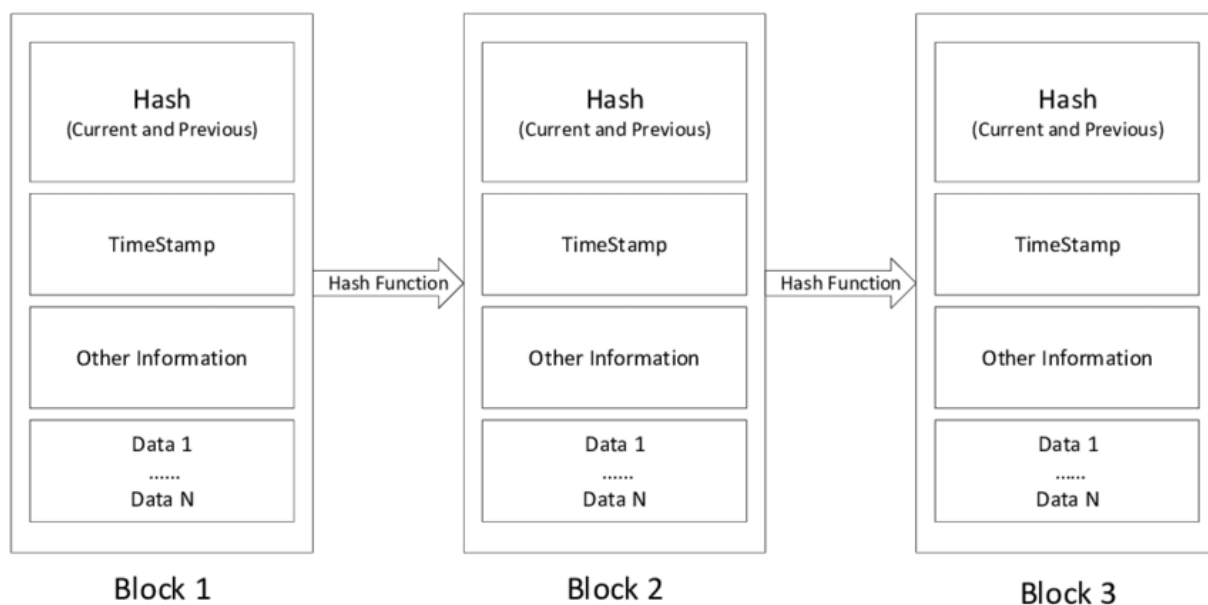 Hash
(Current and Previous)
TimeStamp
Other Information
Data 1
......
Data N
Block 1
Hash Function
Hash
(Current and Previous)
TimeStamp
Other Information
Data 1
......
Data N
Block 2
Hash Function
Hash
(Current and Previous)
TimeStamp
Other Information
Data 1
......
Data N
Block 3